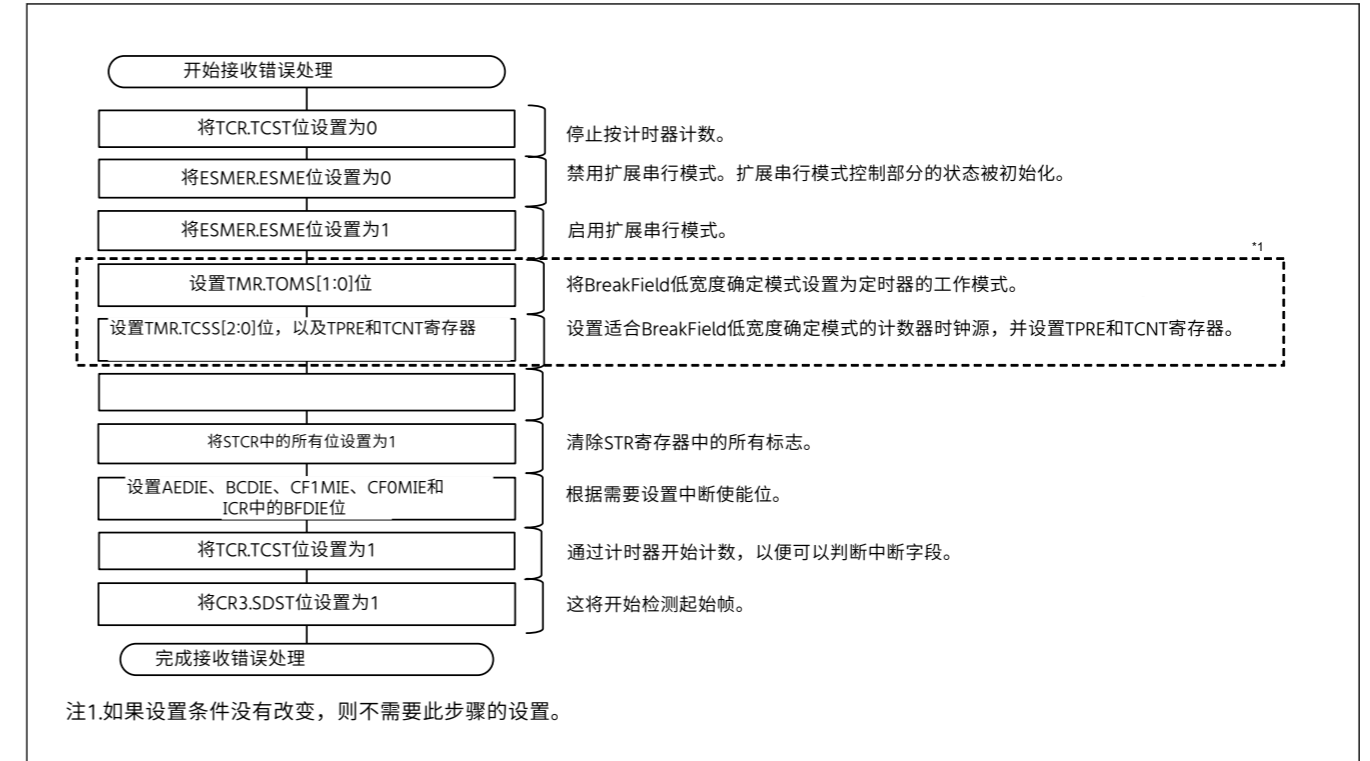 开始接收错误处理
将TCR.TCST位设置为0
停止按计时器计数。
将ESMER.ESME位设置为0
禁用扩展串行模式。扩展串行模式控制部分的状态被初始化。
将ESMER.ESME位设置为1
启用扩展串行模式。
*1
设置TMR.TOMS[1:0]位
将BreakField低宽度确定模式设置为定时器的工作模式。
设置TMR.TCSS[2:0]位，以及TPRE和TCNT寄存器
设置适合BreakField低宽度确定模式的计数器时钟源，并设置TPRE和TCNT寄存器。
将STCR中的所有位设置为1
清除STR寄存器中的所有标志。
设置AEDIE、BCDIE、CF1MIE、CF0MIE和
ICR中的BFDIE位
根据需要设置中断使能位。
将TCR.TCST位设置为1
通过计时器开始计数，以便可以判断中断字段。
将CR3.SDST位设置为1
这将开始检测起始帧。
完成接收错误处理
注1.如果设置条件没有改变，则不需要此步骤的设置。